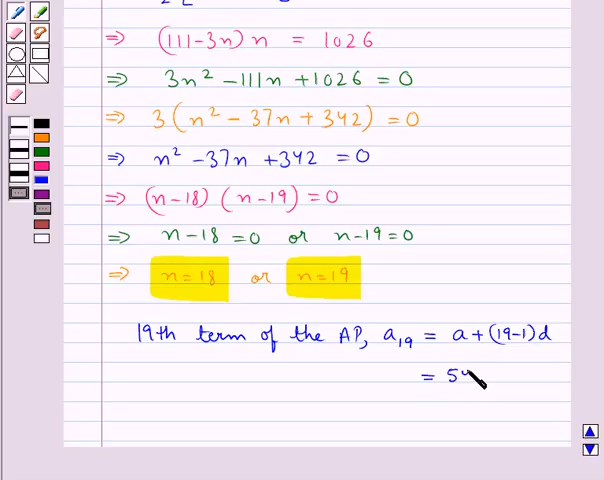 ⇒ (111-3n)n = 1026
⇒ 3n² -111n +1026 = 0
⇒ 3(n² - 37n + 342) = 0
⇒ n² -37n +342 = 0
⇒ (n-18) (n-19) = 0
⇒ n-18 = 0 or n-19 = 0
⇒ n = 18 or n = 19
19th term of the AP, a₁₉ = a + (19-1)d
= 5